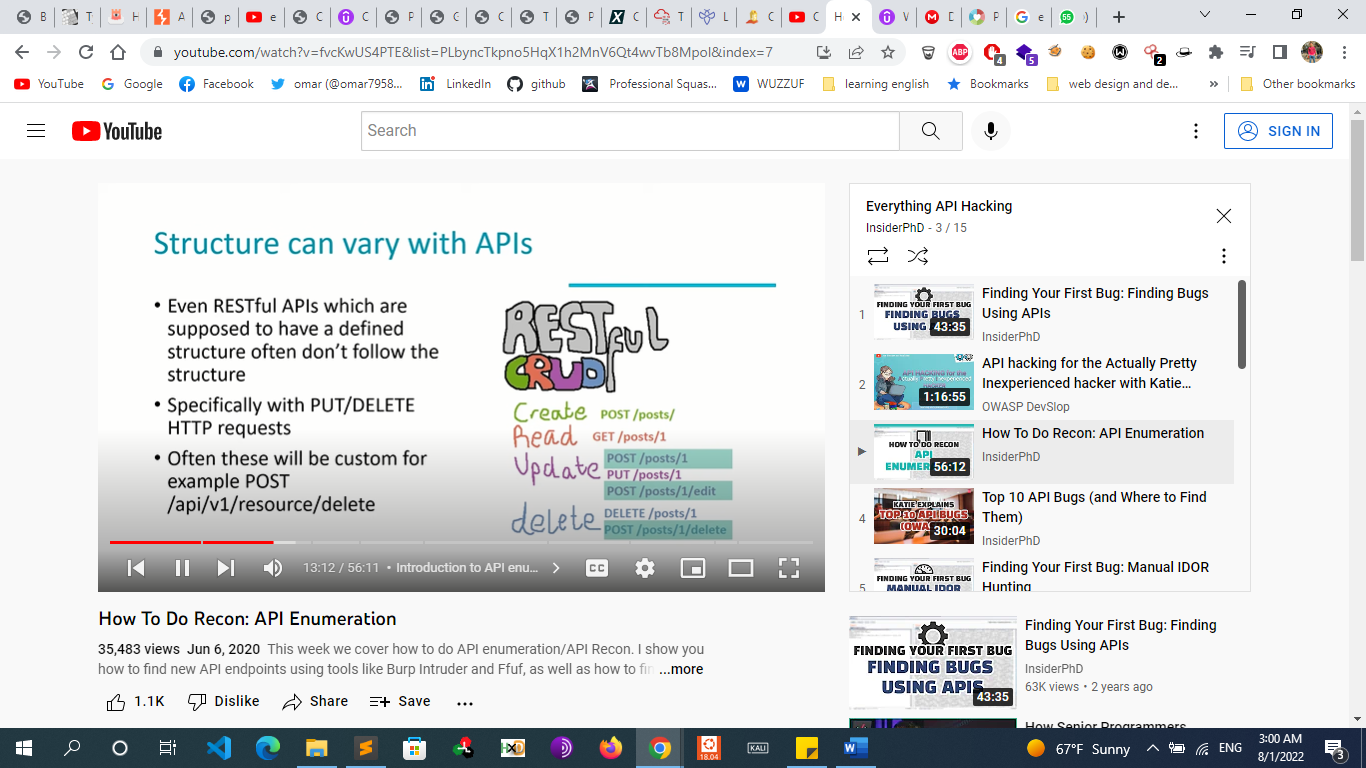 B
T
H
A
p
e
C
C
P
G
C
T
P
C
T
L
C
C
H
V
D
P
e
youtube.com/watch?v=fvcKwUS4PTE&list=PLbyncTkpno5HqX1h2MnV6Qt4wvTb8Mpol&index=7
ABP
4
5
2
YouTube
Google
Facebook
omar (@omar7958...
LinkedIn
github
Professional Squas...
WUZZUF
learning english
Bookmarks
web design and de...
»
Other bookmarks
YouTube
Search
SIGN IN
Structure can vary with APIs
• Even RESTful APIs which are
supposed to have a defined
structure often don't follow the
structure
• Specifically with PUT/DELETE
HTTP requests
• Often these will be custom for
example POST
/api/v1/resource/delete
RESTful
CRUD
Create POST /posts/
Read GET /posts/1
Update POST /posts/1
PUT /posts/1
POST /posts/1/edit
delete DELETE /posts/1
POST /posts/1/delete
13:12 / 56:11 • Introduction to API enu...
CC
How To Do Recon: API Enumeration
35,483 views Jun 6, 2020 This week we cover how to do API enumeration/API Recon. I show you
how to find new API endpoints using tools like Burp Intruder and Ffuf, as well as how to fin ...more
1.1K
Dislike
Share
Save
Everything API Hacking
InsiderPhD - 3 / 15
1
FINDING YOUR FIRST BUG
FINDING BUGS
USING APIS
43:35
Finding Your First Bug: Finding Bugs
Using APIs
InsiderPhD
2
1:16:55
API hacking for the Actually Pretty
Inexperienced hacker with Katie...
OWASP DevSlop
HOW TO DO RECON
API
56:12
How To Do Recon: API Enumeration
InsiderPhD
4
KATIE EXPLAINS
TOP 10 API BUGS
30:04
Top 10 API Bugs (and Where to Find
Them)
InsiderPhD
5
FINDING YOUR FIRST BUG
MANUAL IDOR
Finding Your First Bug: Manual IDOR
Hunting
FINDING YOUR FIRST BUG
FINDING BUGS
USING APIS
43:35
Finding Your First Bug: Finding
Bugs Using APIs
InsiderPhD
63K views • 2 years ago
How Senior Programmers
18.04
KALI
67°F Sunny
ENG
3:00 AM
8/1/2022
3